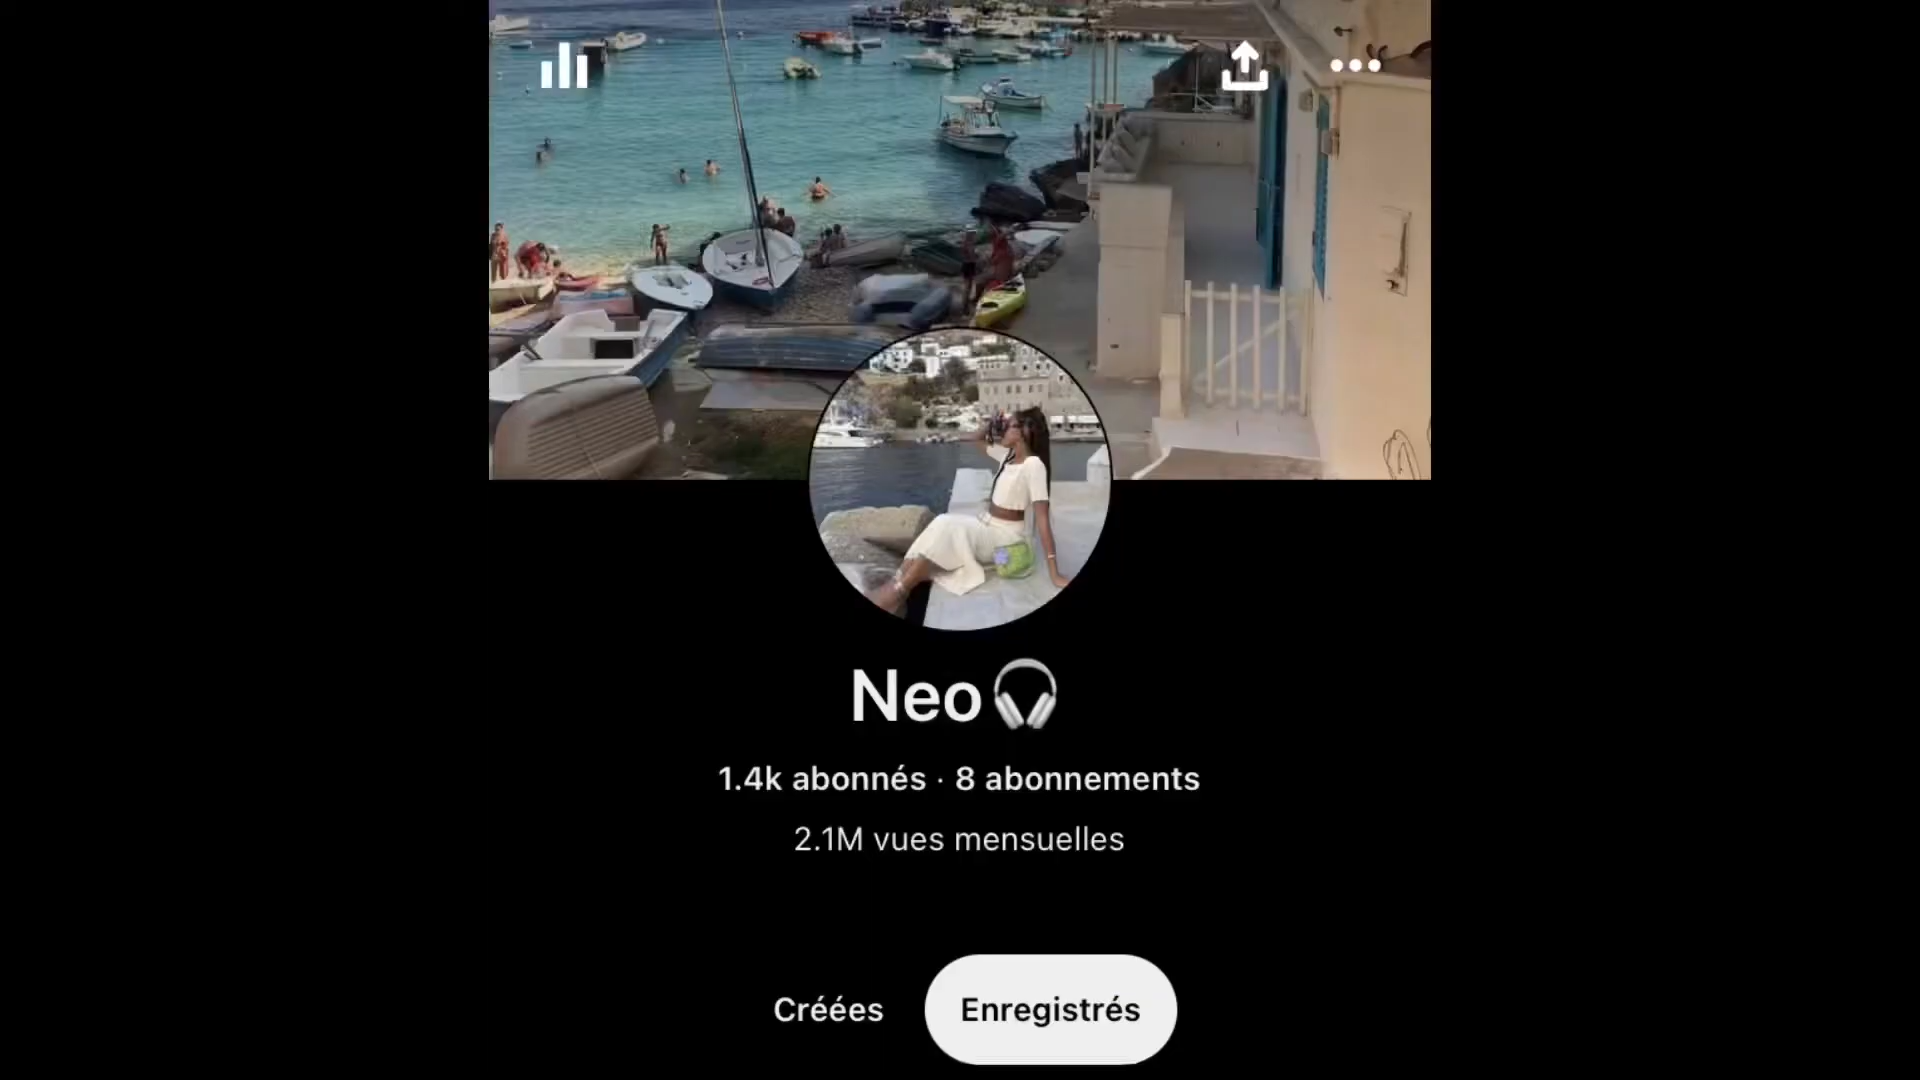 Neo🎧
1.4k abonnés · 8 abonnements
2.1M vues mensuelles
Créées
Enregistrés